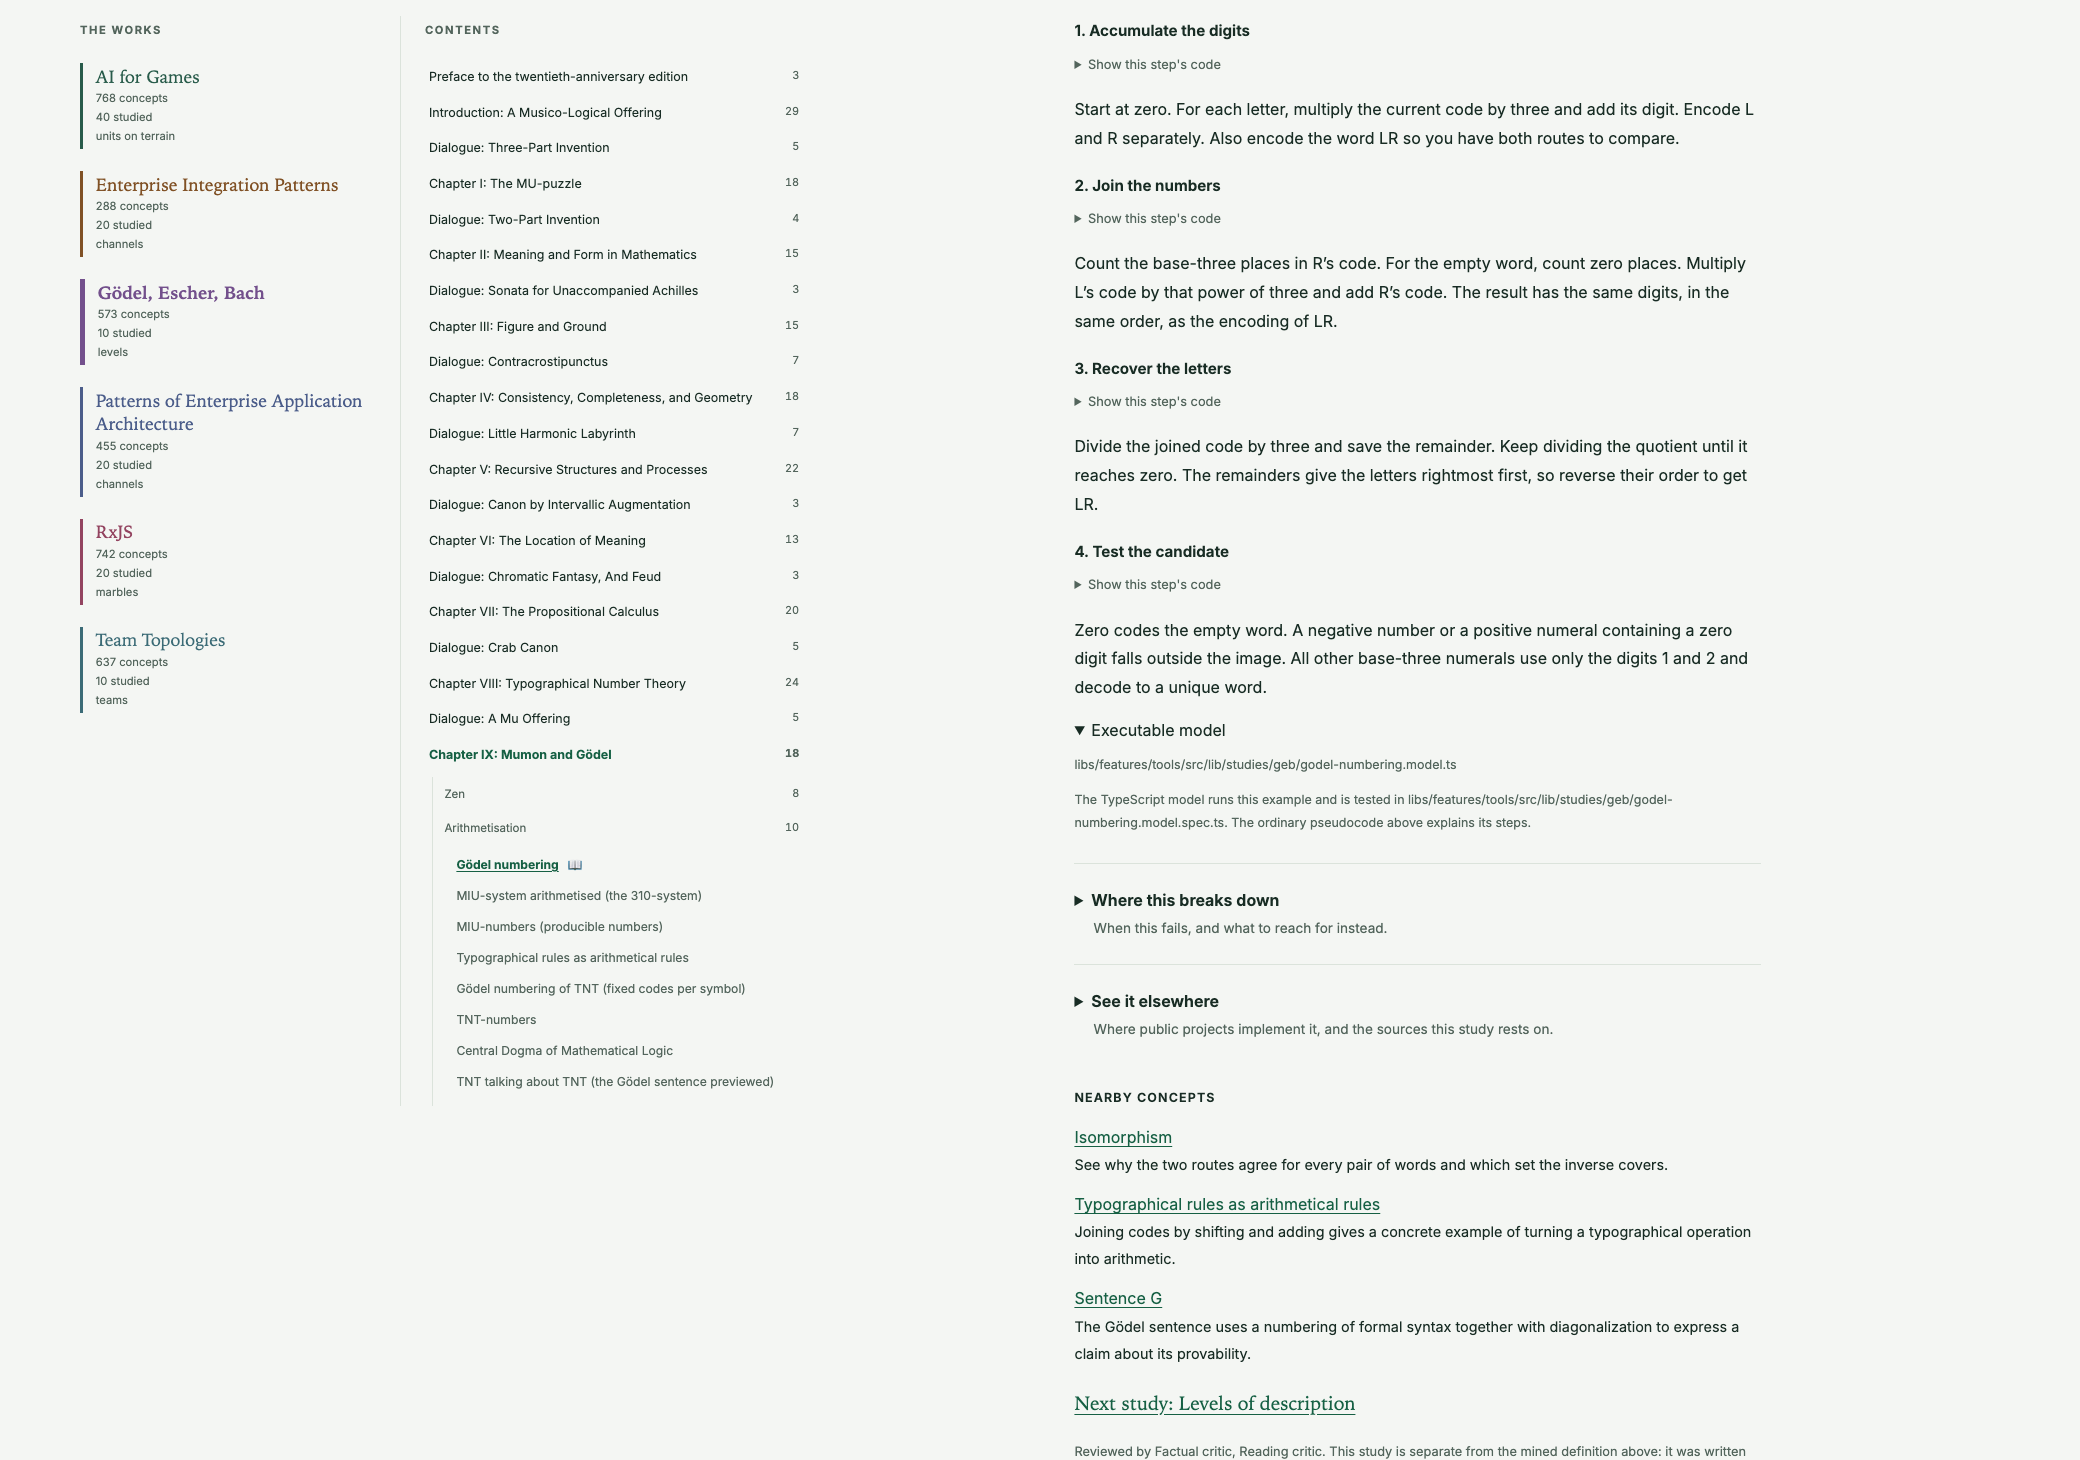 THE WORKS
AI for Games
768 concepts
40 studied
units on terrain
Enterprise Integration Patterns
288 concepts
20 studied
channels
Gödel, Escher, Bach
573 concepts
10 studied
levels
Patterns of Enterprise Application
Architecture
455 concepts
20 studied
channels
RxJS
742 concepts
20 studied
marbles
Team Topologies
637 concepts
10 studied
teams
CONTENTS
Preface to the twentieth-anniversary edition 3
Introduction: A Musico-Logical Offering 29
Dialogue: Three-Part Invention 5
Chapter I: The MU-puzzle 18
Dialogue: Two-Part Invention 4
Chapter II: Meaning and Form in Mathematics 15
Dialogue: Sonata for Unaccompanied Achilles 3
Chapter III: Figure and Ground 15
Dialogue: Contracrostipunctus 7
Chapter IV: Consistency, Completeness, and Geometry 18
Dialogue: Little Harmonic Labyrinth 7
Chapter V: Recursive Structures and Processes 22
Dialogue: Canon by Intervallic Augmentation 3
Chapter VI: The Location of Meaning 13
Dialogue: Chromatic Fantasy, And Feud 3
Chapter VII: The Propositional Calculus 20
Dialogue: Crab Canon 5
Chapter VIII: Typographical Number Theory 24
Dialogue: A Mu Offering 5
Chapter IX: Mumon and Gödel 18
Zen 8
Arithmetisation 10
Gödel numbering
MIU-system arithmetised (the 310-system)
MIU-numbers (producible numbers)
Typographical rules as arithmetical rules
Gödel numbering of TNT (fixed codes per symbol)
TNT-numbers
Central Dogma of Mathematical Logic
TNT talking about TNT (the Gödel sentence previewed)
1. Accumulate the digits
Show this step's code
Start at zero. For each letter, multiply the current code by three and add its digit. Encode L
and R separately. Also encode the word LR so you have both routes to compare.
2. Join the numbers
Show this step's code
Count the base-three places in R’s code. For the empty word, count zero places. Multiply
L’s code by that power of three and add R’s code. The result has the same digits, in the
same order, as the encoding of LR.
3. Recover the letters
Show this step's code
Divide the joined code by three and save the remainder. Keep dividing the quotient until it
reaches zero. The remainders give the letters rightmost first, so reverse their order to get
LR.
4. Test the candidate
Show this step's code
Zero codes the empty word. A negative number or a positive numeral containing a zero
digit falls outside the image. All other base-three numerals use only the digits 1 and 2 and
decode to a unique word.
Executable model
libs/features/tools/src/lib/studies/geb/godel-numbering.model.ts
The TypeScript model runs this example and is tested in libs/features/tools/src/lib/studies/geb/godel-
numbering.model.spec.ts. The ordinary pseudocode above explains its steps.
Where this breaks down
When this fails, and what to reach for instead.
See it elsewhere
Where public projects implement it, and the sources this study rests on.
NEARBY CONCEPTS
Isomorphism
See why the two routes agree for every pair of words and which set the inverse covers.
Typographical rules as arithmetical rules
Joining codes by shifting and adding gives a concrete example of turning a typographical operation
into arithmetic.
Sentence G
The Gödel sentence uses a numbering of formal syntax together with diagonalization to express a
claim about its provability.
Next study: Levels of description
Reviewed by Factual critic, Reading critic. This study is separate from the mined definition above: it was written